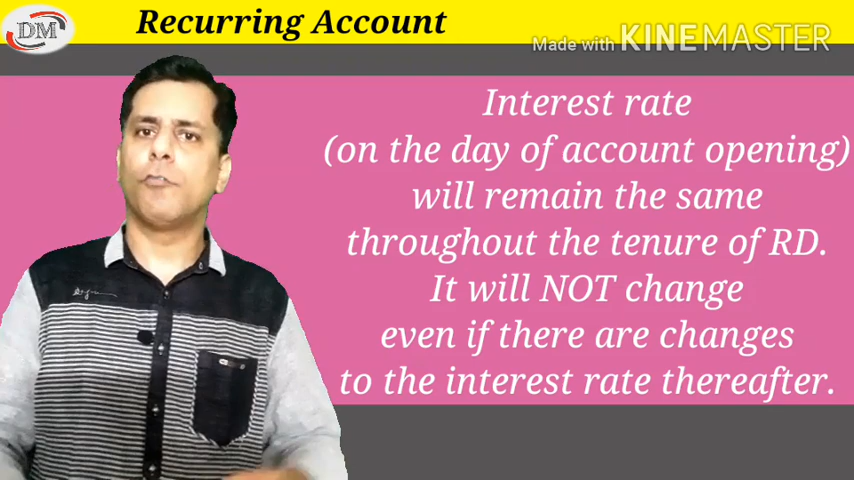 DM
Recurring Account
Made with KINEMASTER
Interest rate
(on the day of account opening)
will remain the same
throughout the tenure of RD.
It will NOT change
even if there are changes
to the interest rate thereafter.